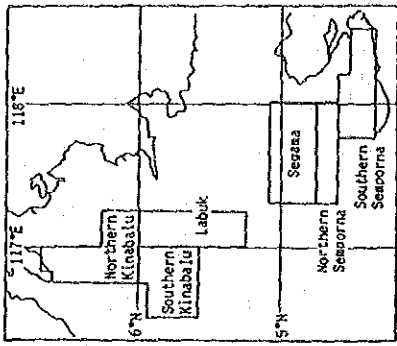 117°E
118°E
6°N
5°N
Northern
Kinabalu
Southern
Kinabalu
Labuk
Segama
Northern
Semporna
Southern
Semporna